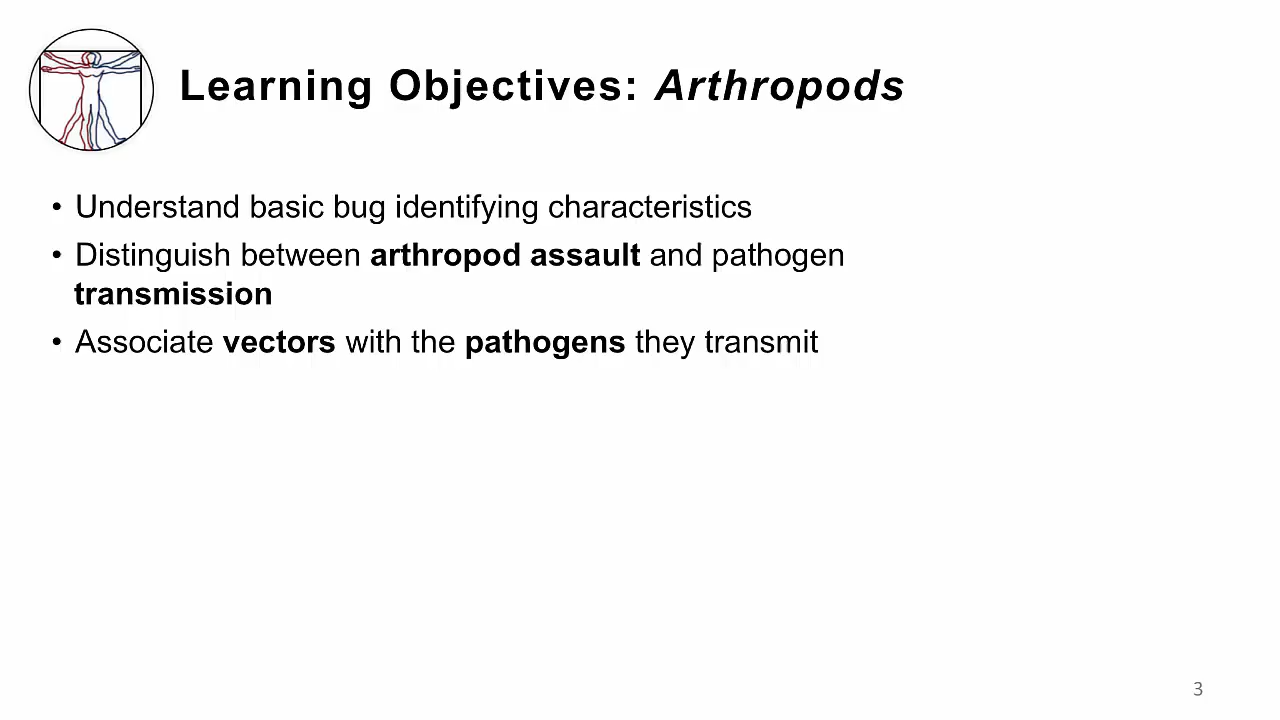 Learning Objectives: Arthropods
• Understand basic bug identifying characteristics
• Distinguish between arthropod assault and pathogen
transmission
• Associate vectors with the pathogens they transmit
3